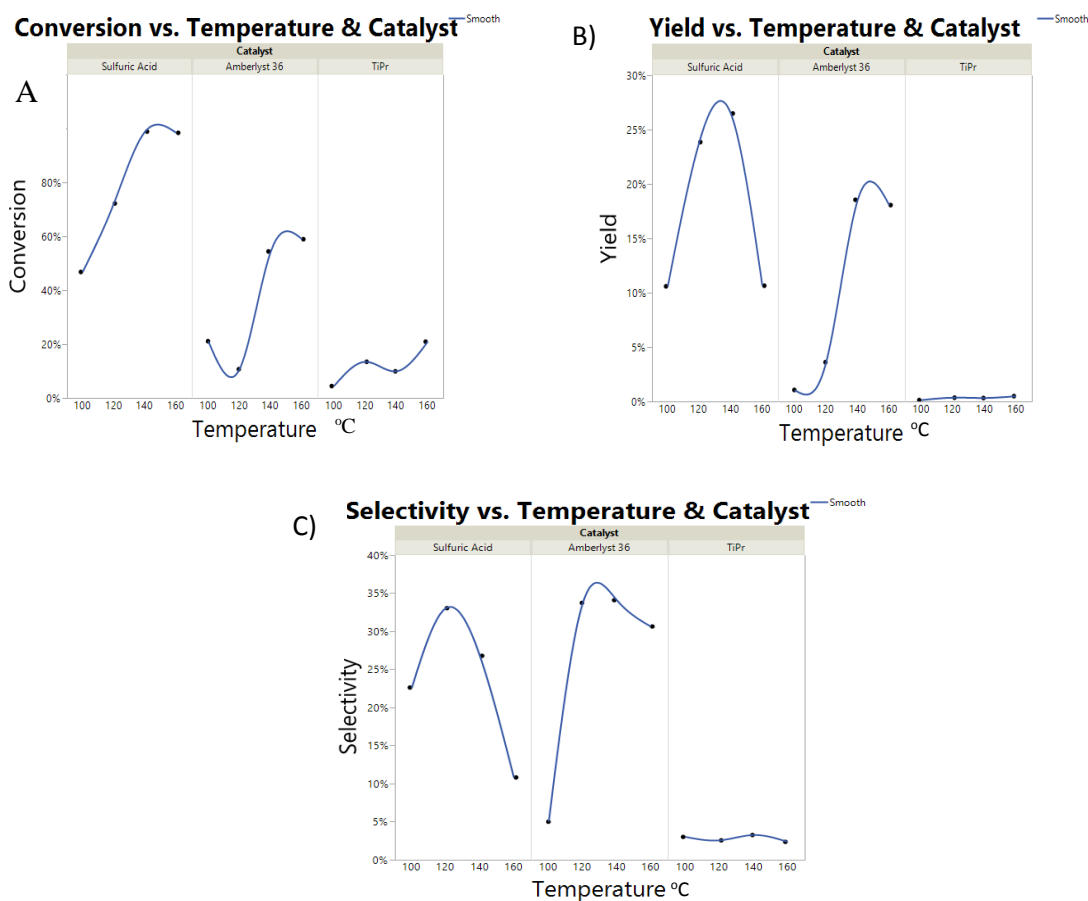 Conversion vs. Temperature & Catalyst
Smooth
Catalyst
Sulfuric Acid Amberlyst 36 TiPr
A
80%
60%
40%
20%
0%
Conversion
100 120 140 160 100 120 140 160 100 120 140 160
Temperature °C
B)
Yield vs. Temperature & Catalyst
Smooth
Catalyst
Sulfuric Acid Amberlyst 36 TiPr
30%
25%
20%
15%
10%
5%
0%
Yield
100 120 140 160 100 120 140 160 100 120 140 160
Temperature °C
C)
Selectivity vs. Temperature & Catalyst
Smooth
Catalyst
Sulfuric Acid Amberlyst 36 TiPr
40%
35%
30%
25%
20%
15%
10%
5%
0%
Selectivity
100 120 140 160 100 120 140 160 100 120 140 160
Temperature °C